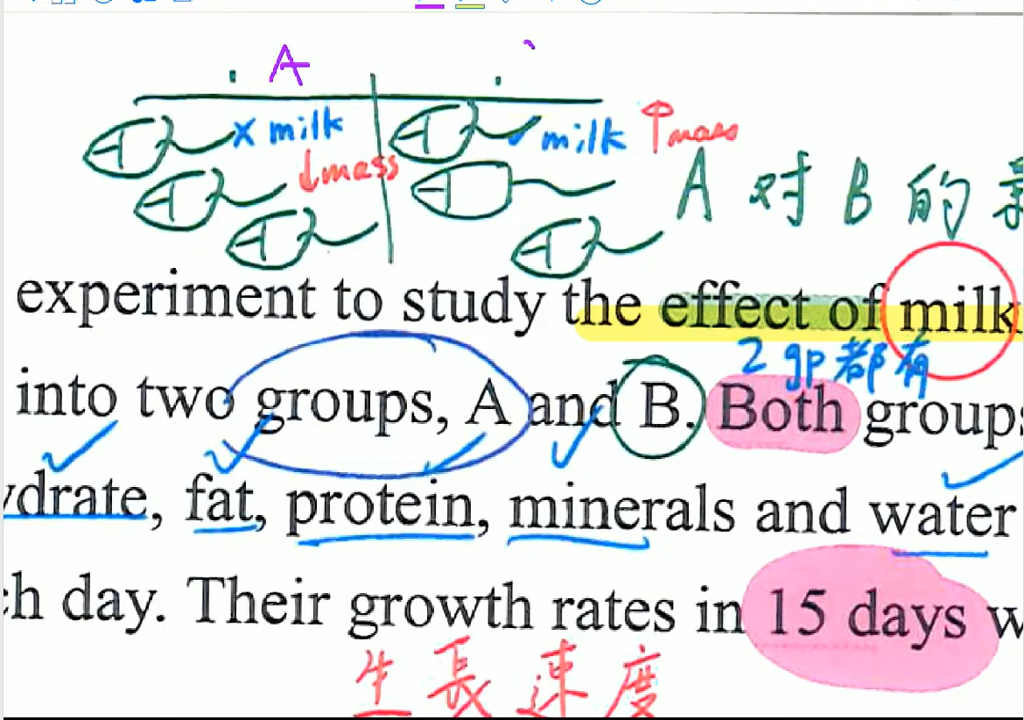 A
x milk
✓ milk ↑mass
↓mass
A 对 B 的
experiment to study the effect of milk
2 gp 都有
into two groups, A and B. Both groups
ydrate, fat, protein, minerals and water
ch day. Their growth rates in 15 days w
生長速度